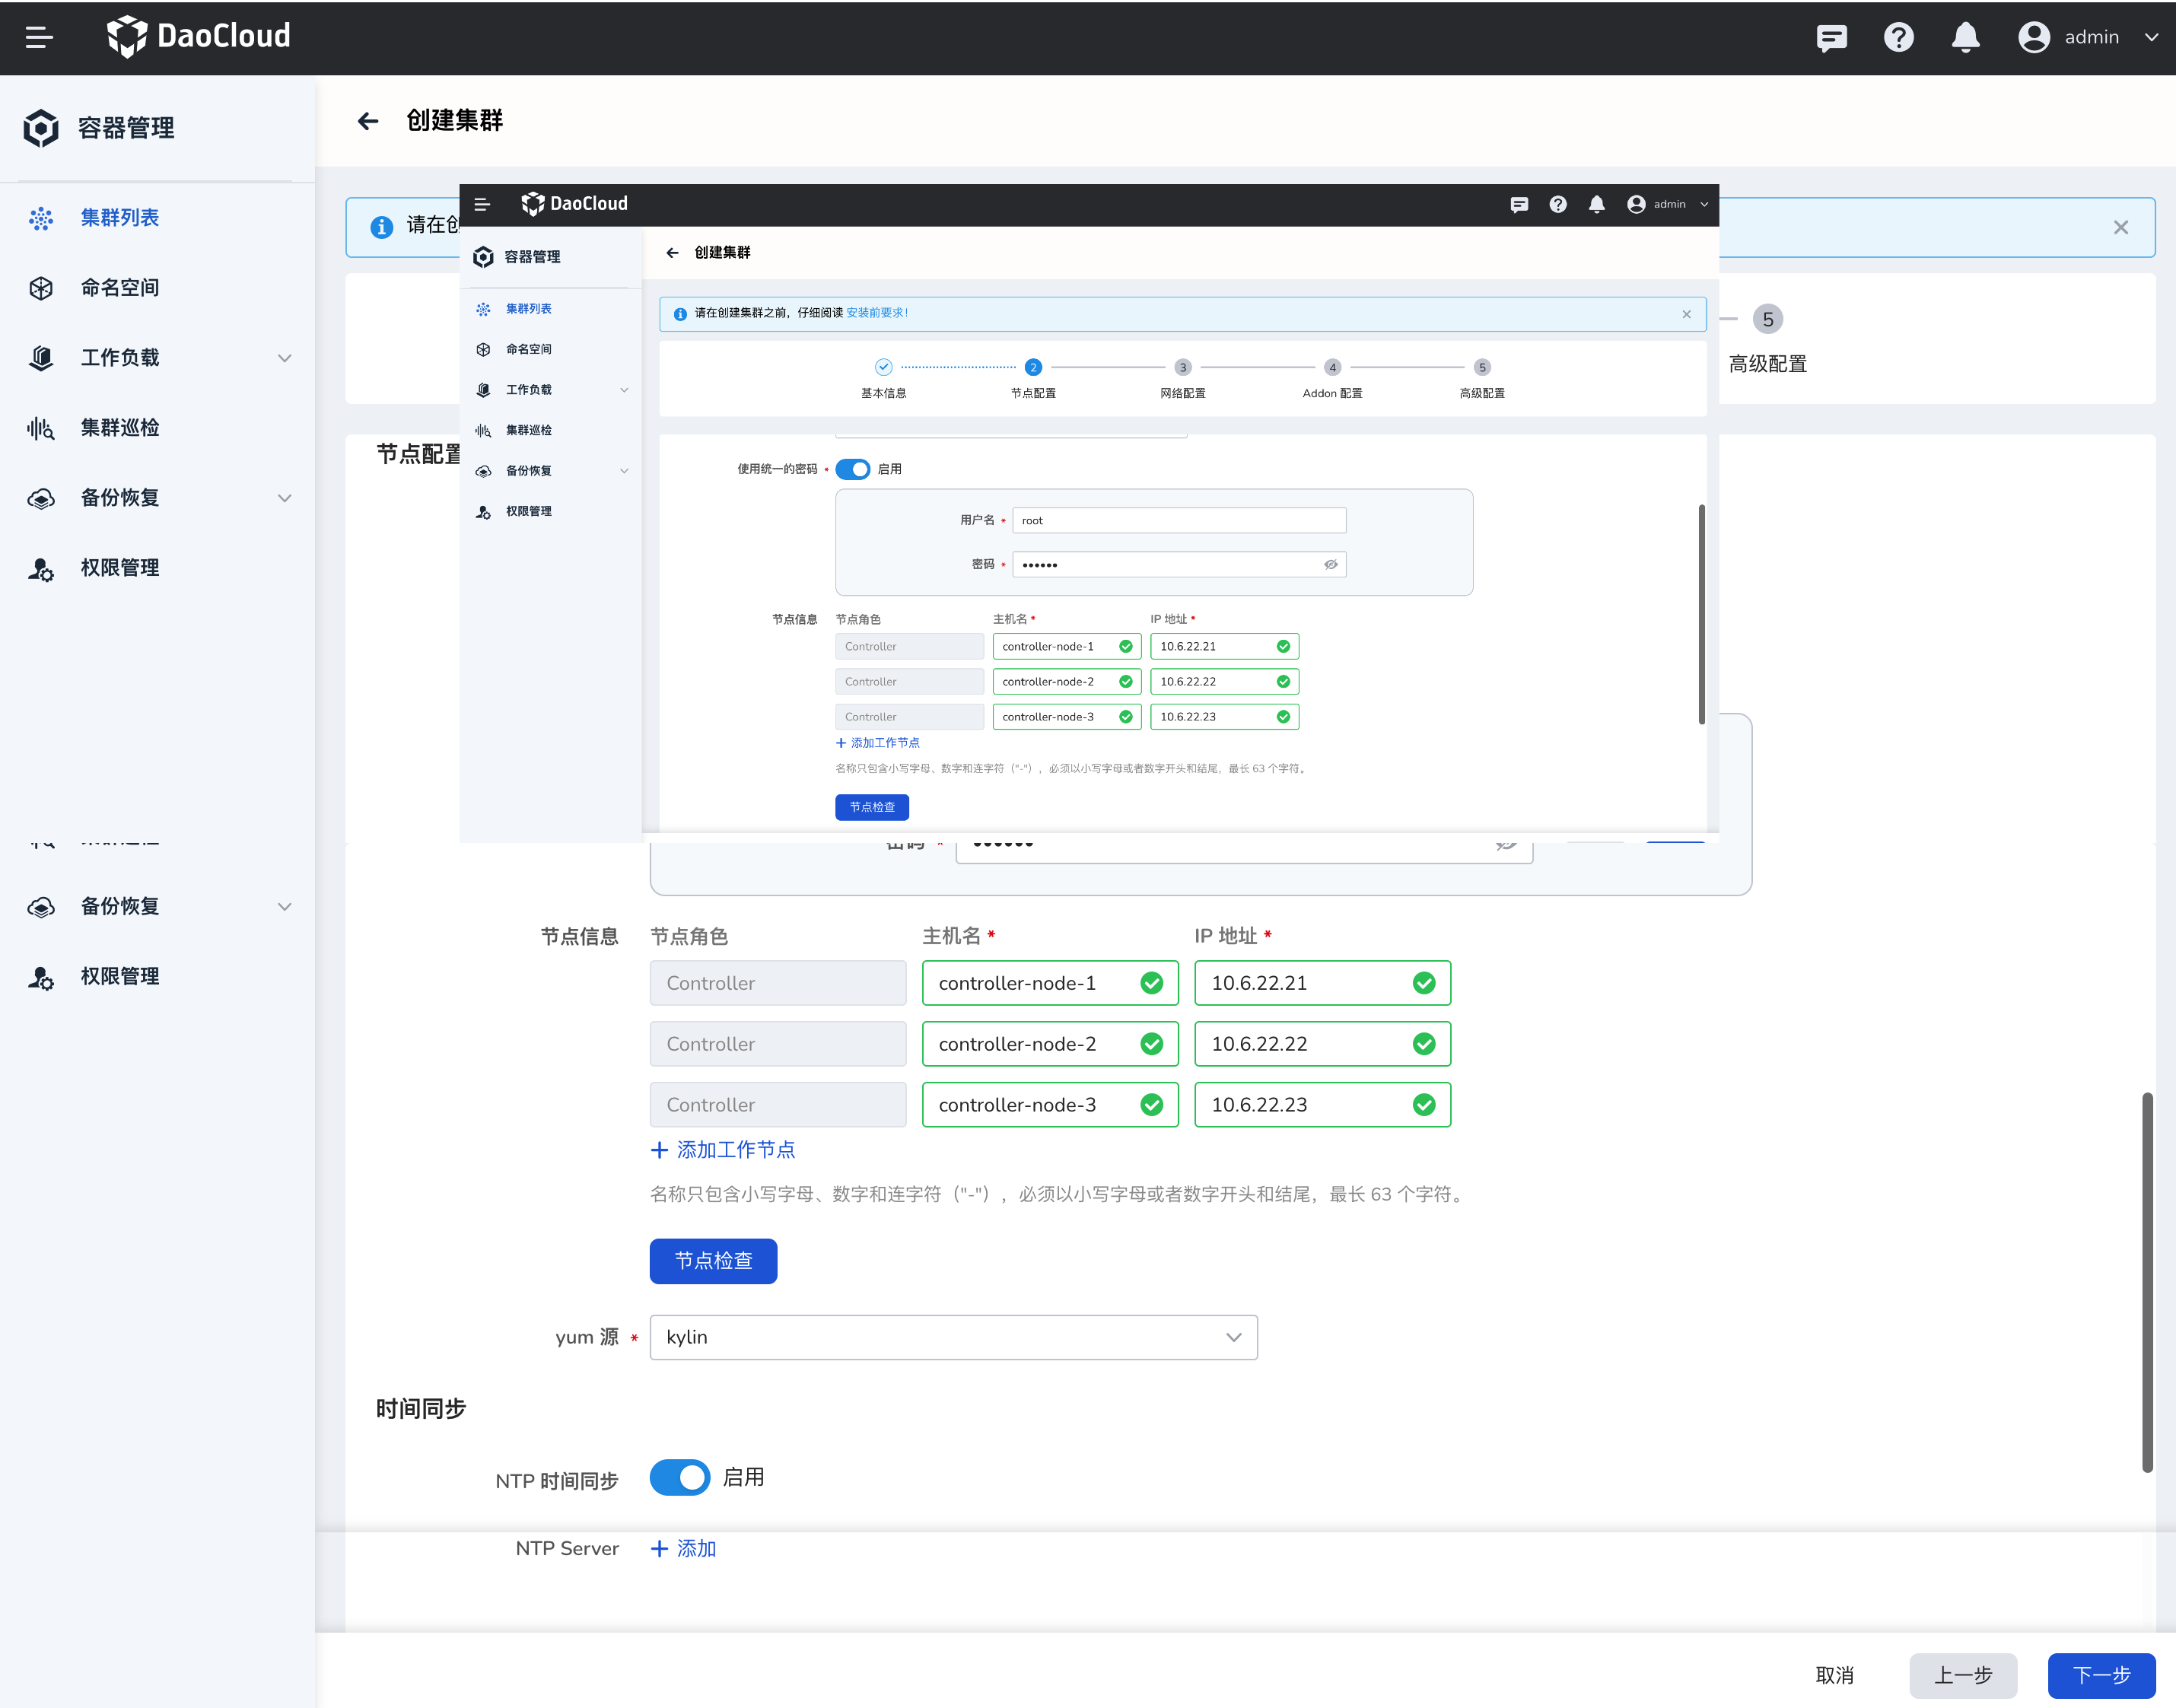 DaoCloud
admin
容器管理
创建集群
集群列表
命名空间
工作负载
集群巡检
备份恢复
权限管理
请在创
5
高级配置
节点配置
DaoCloud
admin
容器管理
创建集群
集群列表
命名空间
工作负载
集群巡检
备份恢复
权限管理
请在创建集群之前，仔细阅读 安装前要求!
2 3 4 5
基本信息 节点配置 网络配置 Addon 配置 高级配置
使用统一的密码 * 启用
用户名 * root
密码 * ••••••
节点信息 节点角色 主机名 * IP 地址 *
Controller controller-node-1 10.6.22.21
Controller controller-node-2 10.6.22.22
Controller controller-node-3 10.6.22.23
+ 添加工作节点
名称只包含小写字母、数字和连字符（"-"），必须以小写字母或者数字开头和结尾，最长 63 个字符。
节点检查
备份恢复
权限管理
密码 * ••••••
节点信息 节点角色 主机名 * IP 地址 *
Controller controller-node-1 10.6.22.21
Controller controller-node-2 10.6.22.22
Controller controller-node-3 10.6.22.23
+ 添加工作节点
名称只包含小写字母、数字和连字符（"-"），必须以小写字母或者数字开头和结尾，最长 63 个字符。
节点检查
yum 源 * kylin
时间同步
NTP 时间同步 启用
NTP Server + 添加
取消 上一步 下一步